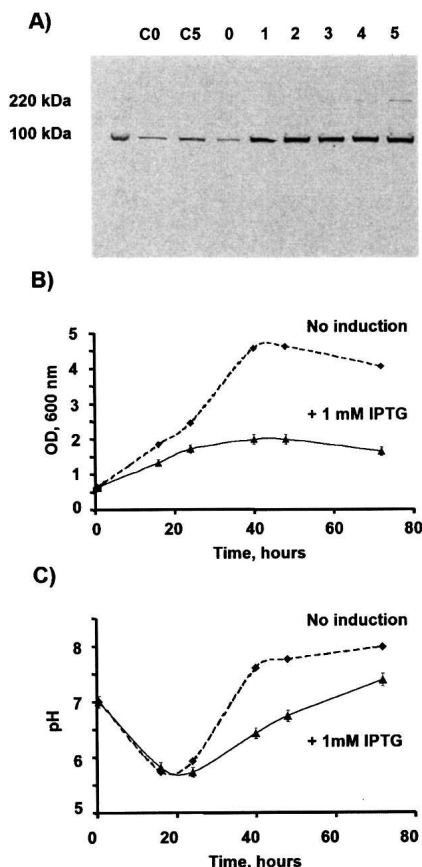 A)
C0 C5 0 1 2 3 4 5
220 kDa
100 kDa
B)
No induction
+ 1 mM IPTG
OD, 600 nm
5
4
3
2
1
0
0 20 40 60 80
Time, hours
C)
No induction
+ 1mM IPTG
pH
8
7
6
5
0 20 40 60 80
Time, hours